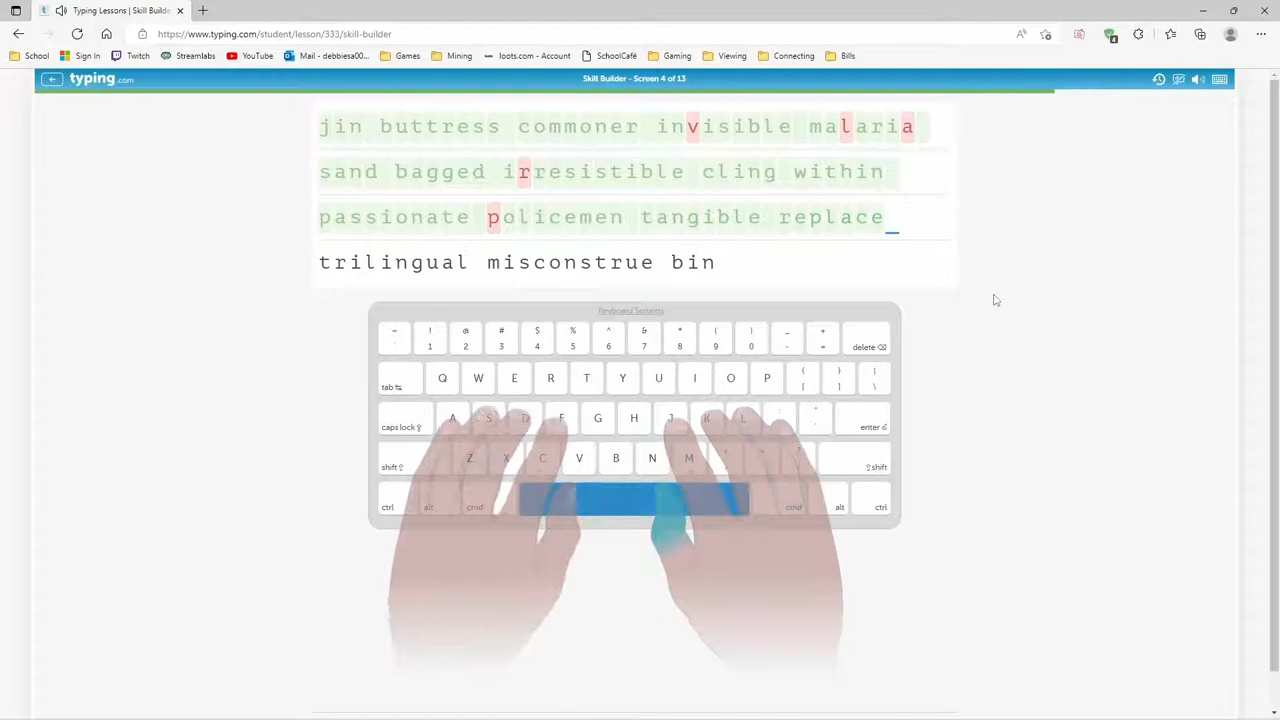 Typing Lessons | Skill Builder -
https://www.typing.com/student/lesson/333/skill-builder
School Sign In Twitch Streamlabs YouTube Mail - debbiesa00... Games Mining loots.com - Account SchoolCafé Gaming Viewing Connecting Bills
typing.com Skill Builder - Screen 4 of 13
jin buttress commoner invisible malaria
sand bagged irresistible cling within
passionate policemen tangible replace_
trilingual misconstrue bin
Keyboard Settings
~ ! @ # $ % ^ & * ( ) _ +
` 1 2 3 4 5 6 7 8 9 0 - = delete
tab Q W E R T Y U I O P { [ } ] | \
caps lock A S D F G H J K L : " ' enter
shift Z X C V B N M shift
ctrl alt cmd cmd alt ctrl